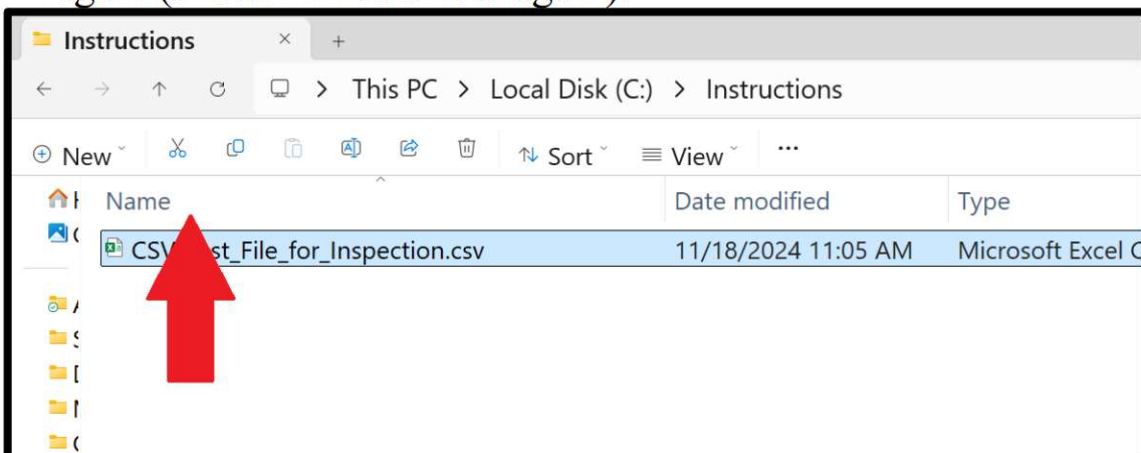 Instructions
This PC > Local Disk (C:) > Instructions
New Sort View ...
Name Date modified Type
11/18/2024 11:05 AM Microsoft Excel